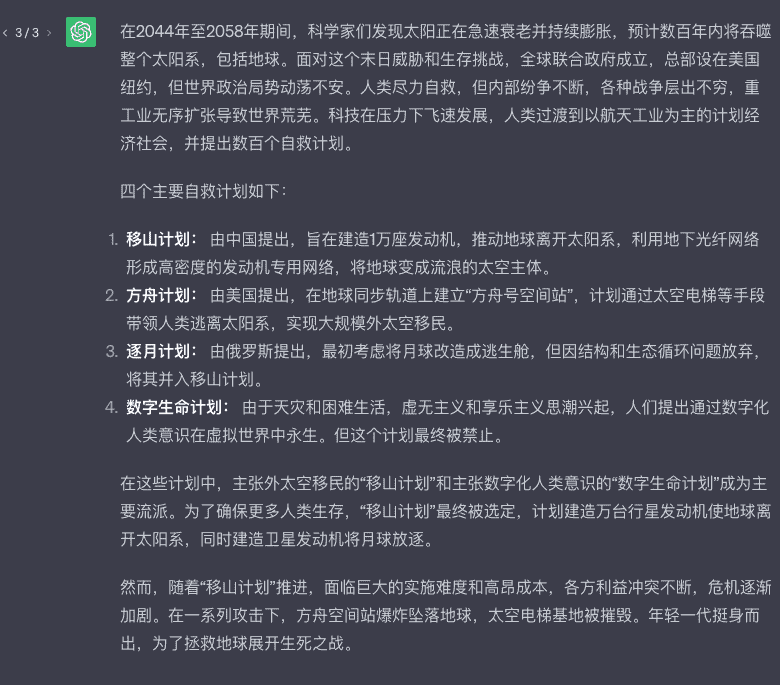 < 3 / 3 >
在2044年至2058年期间，科学家们发现太阳正在急速衰老并持续膨胀，预计数百年内将吞噬
整个太阳系，包括地球。面对这个末日威胁和生存挑战，全球联合政府成立，总部设在美国
纽约，但世界政治局势动荡不安。人类尽力自救，但内部纷争不断，各种战争层出不穷，重
工业无序扩张导致世界荒芜。科技在压力下飞速发展，人类过渡到以航天工业为主的计划经
济社会，并提出数百个自救计划。
四个主要自救计划如下：
1. 移山计划： 由中国提出，旨在建造1万座发动机，推动地球离开太阳系，利用地下光纤网络
形成高密度的发动机专用网络，将地球变成流浪的太空主体。
2. 方舟计划： 由美国提出，在地球同步轨道上建立“方舟号空间站”，计划通过太空电梯等手段
带领人类逃离太阳系，实现大规模外太空移民。
3. 逐月计划： 由俄罗斯提出，最初考虑将月球改造成逃生舱，但因结构和生态循环问题放弃，
将其并入移山计划。
4. 数字生命计划： 由于天灾和困难生活，虚无主义和享乐主义思潮兴起，人们提出通过数字化
人类意识在虚拟世界中永生。但这个计划最终被禁止。
在这些计划中，主张外太空移民的“移山计划”和主张数字化人类意识的“数字生命计划”成为主
要流派。为了确保更多人类生存，“移山计划”最终被选定，计划建造万台行星发动机使地球离
开太阳系，同时建造卫星发动机将月球放逐。
然而，随着“移山计划”推进，面临巨大的实施难度和高昂成本，各方利益冲突不断，危机逐渐
加剧。在一系列攻击下，方舟空间站爆炸坠落地球，太空电梯基地被摧毁。年轻一代挺身而
出，为了拯救地球展开生死之战。